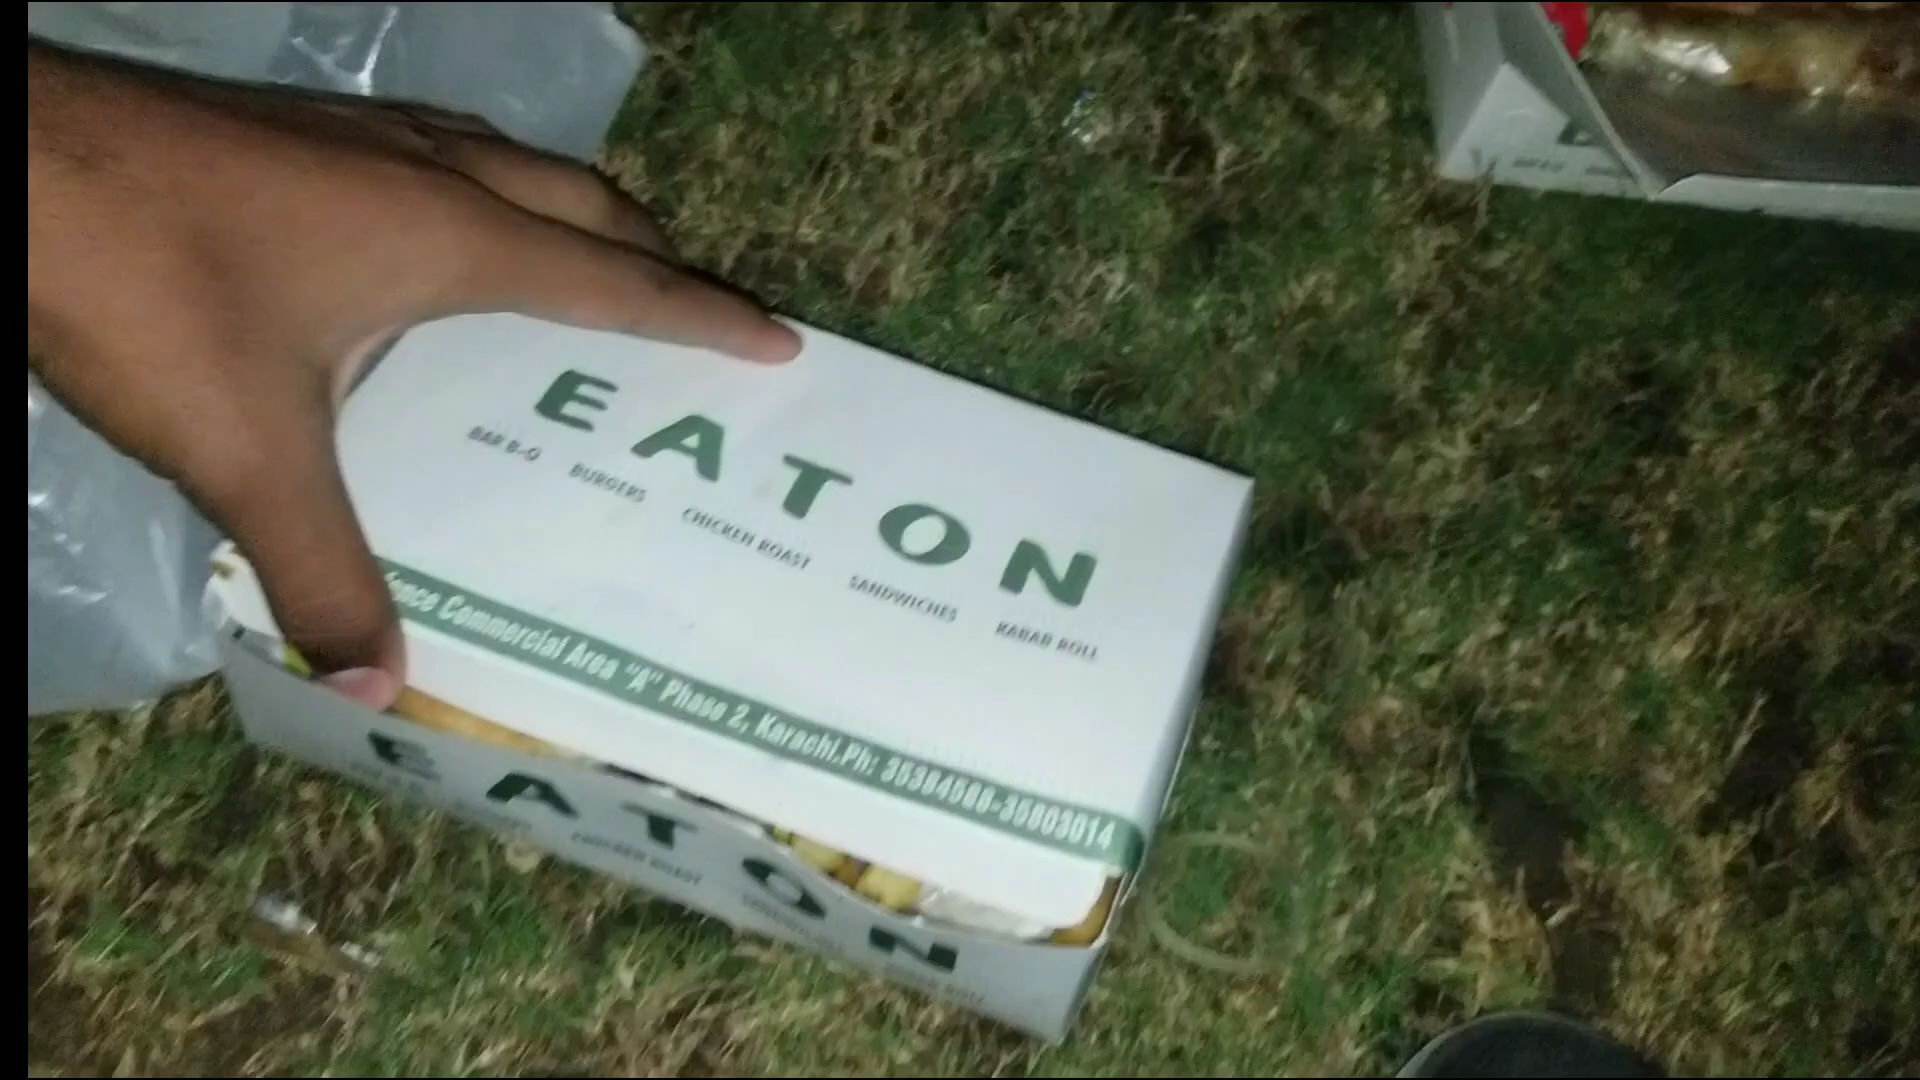 EATON
BAR B-Q BURGERS CHICKEN ROAST SANDWICHES KABAB ROLL
Commercial Area "A" Phase 2, Karachi.Ph:
EATON
CHICKEN ROAST